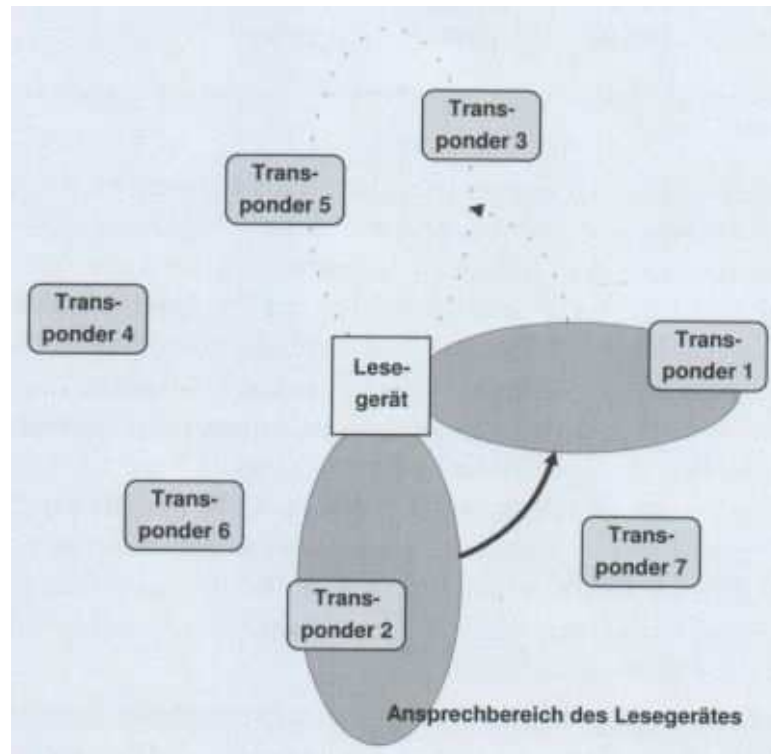 Trans-
ponder 3
Trans-
ponder 5
Trans-
ponder 4
Trans-
ponder 1
Lese-
gerät
Trans-
ponder 6
Trans-
ponder 7
Trans-
ponder 2
Ansprechbereich des Lesegerätes